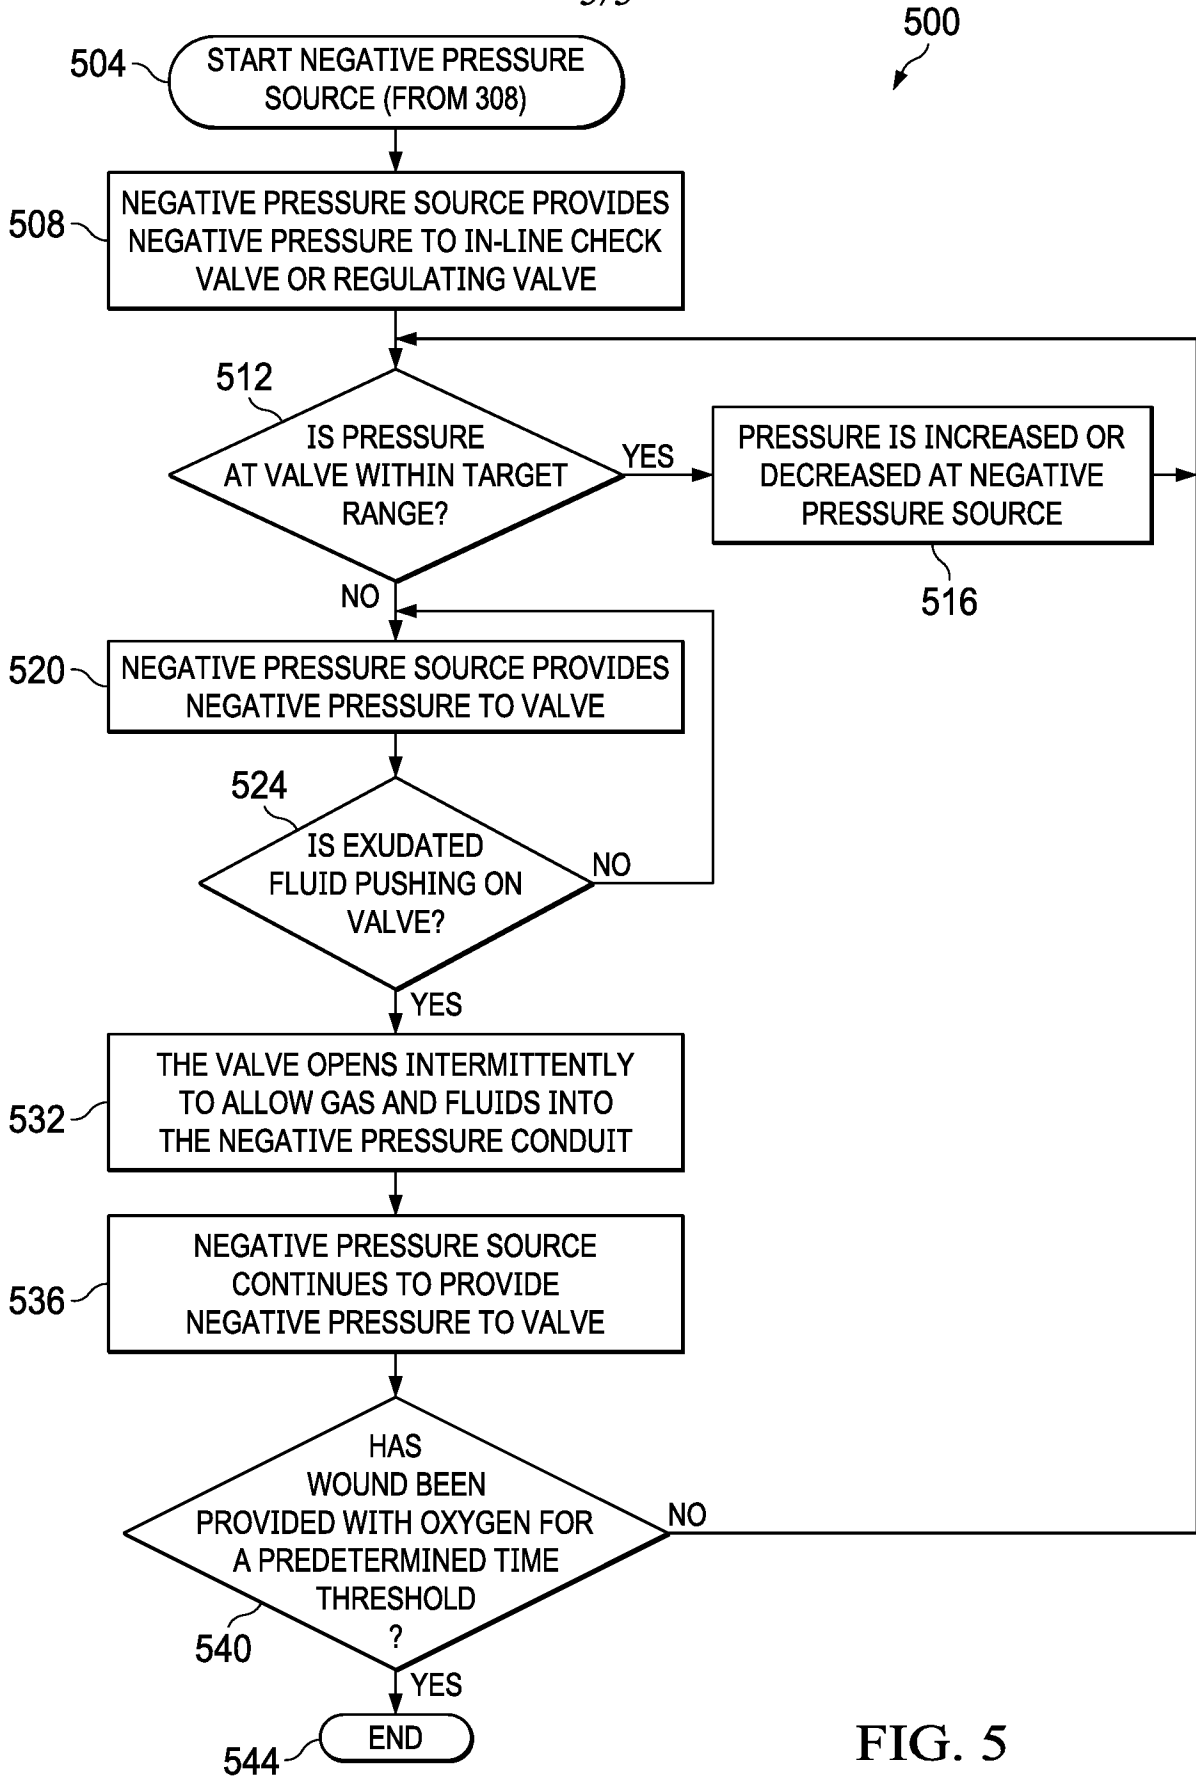 500
504
START NEGATIVE PRESSURE
SOURCE (FROM 308)
508
NEGATIVE PRESSURE SOURCE PROVIDES
NEGATIVE PRESSURE TO IN-LINE CHECK
VALVE OR REGULATING VALVE
512
IS PRESSURE
AT VALVE WITHIN TARGET
RANGE?
YES
PRESSURE IS INCREASED OR
DECREASED AT NEGATIVE
PRESSURE SOURCE
516
NO
520
NEGATIVE PRESSURE SOURCE PROVIDES
NEGATIVE PRESSURE TO VALVE
524
IS EXUDATED
FLUID PUSHING ON
VALVE?
NO
YES
532
THE VALVE OPENS INTERMITTENTLY
TO ALLOW GAS AND FLUIDS INTO
THE NEGATIVE PRESSURE CONDUIT
536
NEGATIVE PRESSURE SOURCE
CONTINUES TO PROVIDE
NEGATIVE PRESSURE TO VALVE
HAS
WOUND BEEN
PROVIDED WITH OXYGEN FOR
A PREDETERMINED TIME
THRESHOLD
?
NO
540
YES
END
544
FIG. 5